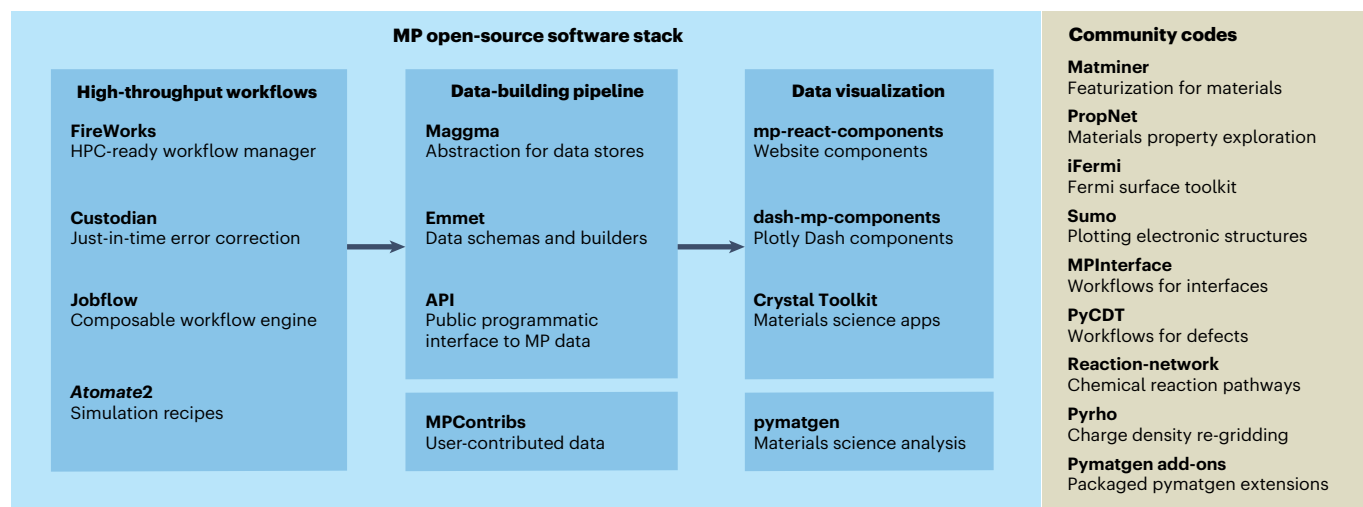 MP open-source software stack
High-throughput workflows
FireWorks
HPC-ready workflow manager
Custodian
Just-in-time error correction
Jobflow
Composable workflow engine
Atomate2
Simulation recipes
Data-building pipeline
Maggma
Abstraction for data stores
Emmet
Data schemas and builders
API
Public programmatic
interface to MP data
MPContribs
User-contributed data
Data visualization
mp-react-components
Website components
dash-mp-components
Plotly Dash components
Crystal Toolkit
Materials science apps
pymatgen
Materials science analysis
Community codes
Matminer
Featurization for materials
PropNet
Materials property exploration
iFermi
Fermi surface toolkit
Sumo
Plotting electronic structures
MPInterface
Workflows for interfaces
PyCDT
Workflows for defects
Reaction-network
Chemical reaction pathways
Pyrho
Charge density re-gridding
Pymatgen add-ons
Packaged pymatgen extensions